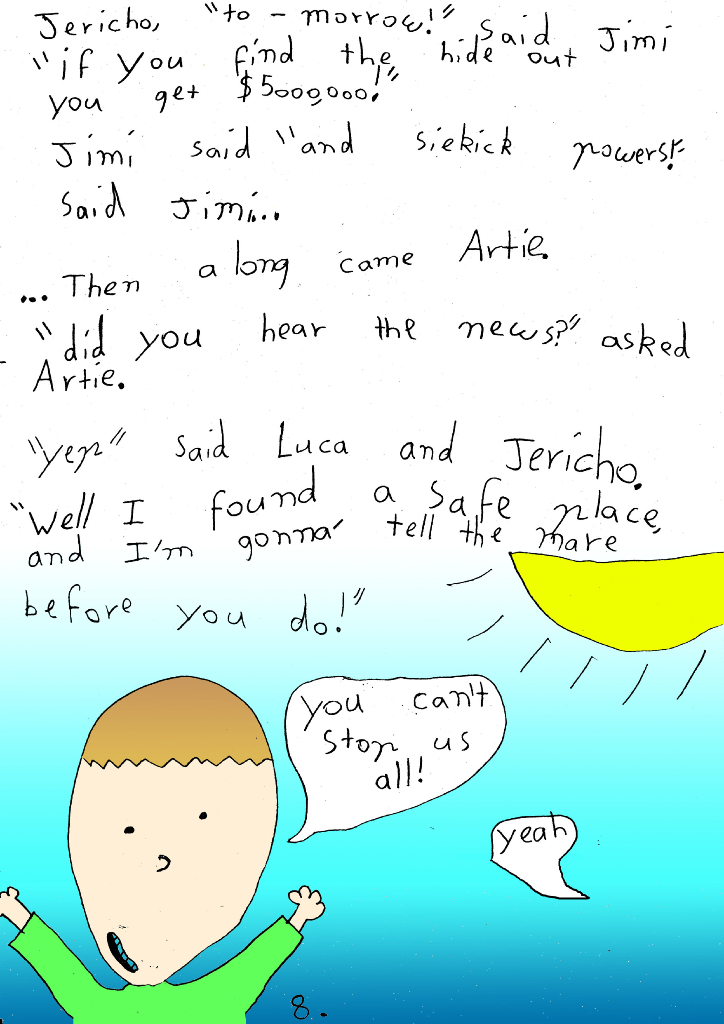 Jericho, "to - morrow!" Said Jimi
"if you find the hide out
you get $5000,000!"
Jimi said "and siekick powers!"
Said Jimi..
... Then a long came Artie.
"did you hear the news?" asked
Artie.
"yep" said Luca and Jericho.
"Well I found a safe place,
and I'm gonna tell the mare
before you do!"
you can't
stop us
all!
yeah
8.